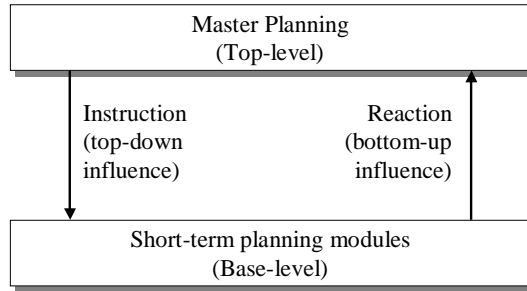 Master Planning
(Top-level)
Instruction
(top-down
influence)
Reaction
(bottom-up
influence)
Short-term planning modules
(Base-level)